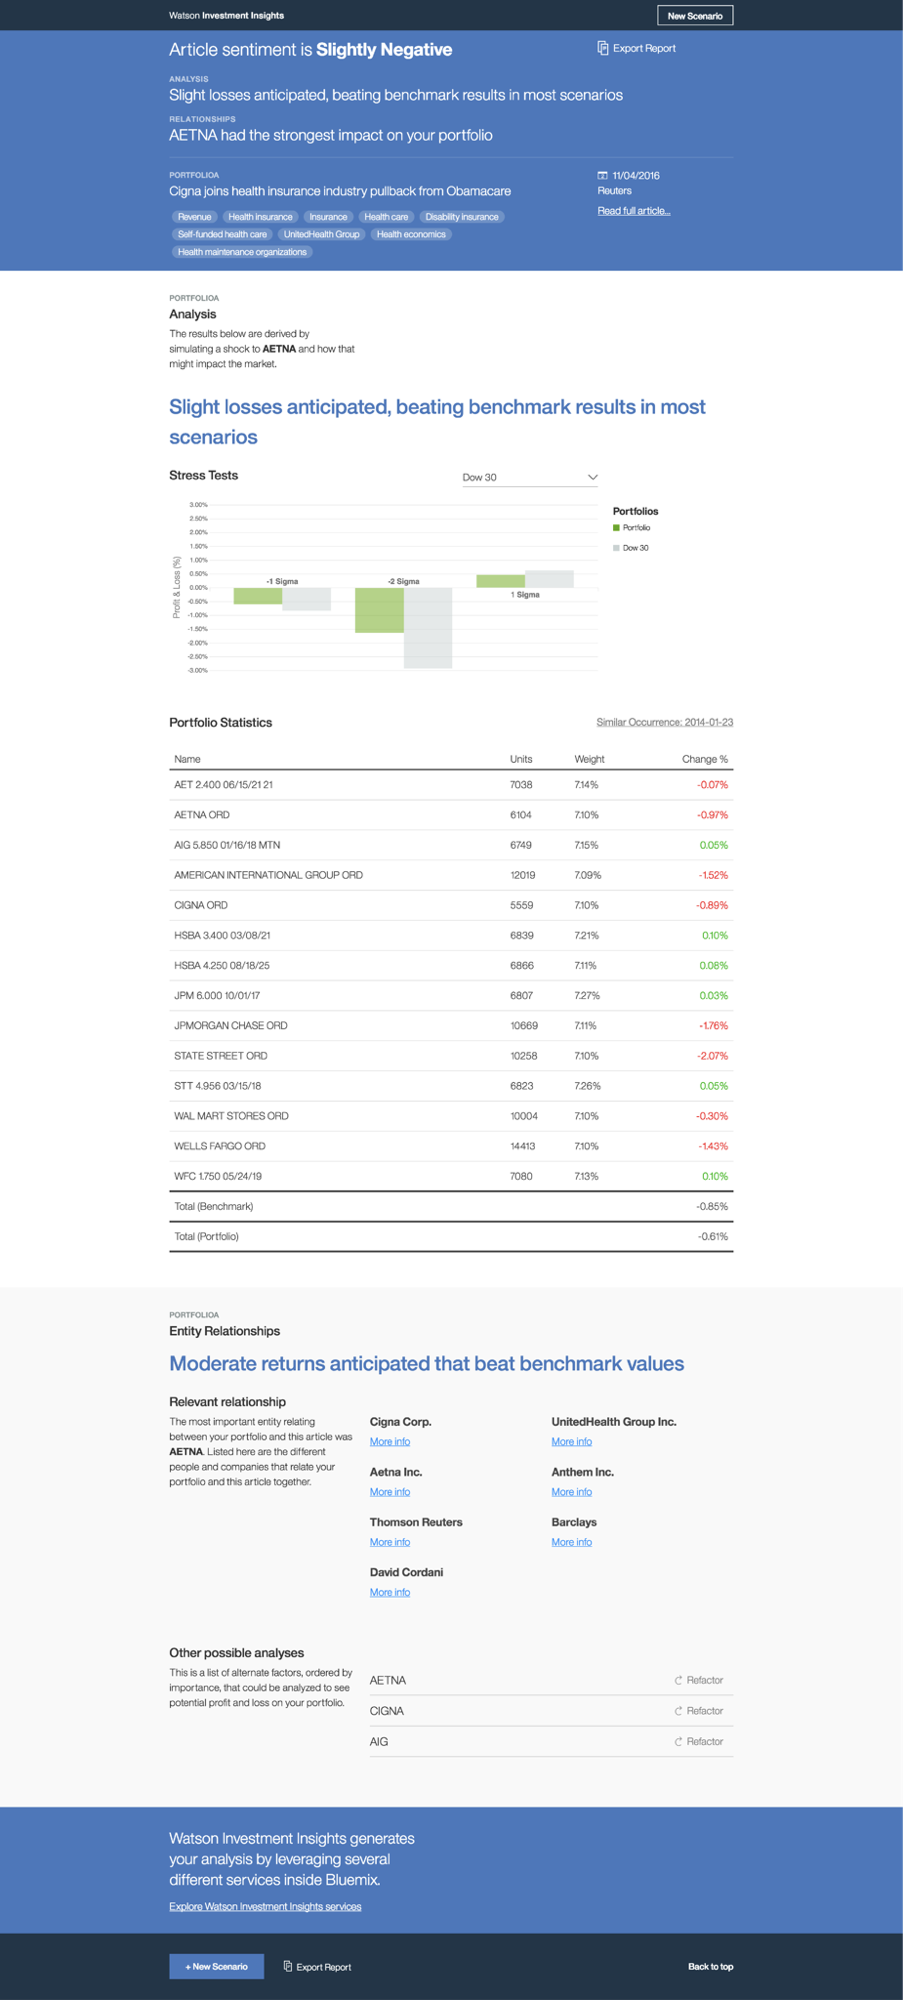 Watson Investment Insights
New Scenario
Article sentiment is Slightly Negative
Export Report
ANALYSIS
Slight losses anticipated, beating benchmark results in most scenarios
RELATIONSHIPS
AETNA had the strongest impact on your portfolio
PORTFOLIOA
Cigna joins health insurance industry pullback from Obamacare
11/04/2016
Reuters
Read full article...
Revenue Health insurance Insurance Health care Disability insurance
Self-funded health care UnitedHealth Group Health economics
Health maintenance organizations
PORTFOLIOA
Analysis
The results below are derived by
simulating a shock to AETNA and how that
might impact the market.
Slight losses anticipated, beating benchmark results in most
scenarios
Stress Tests
Dow 30
Profit & Loss (%)
3.00%
2.50%
2.00%
1.50%
1.00%
0.50%
0.00%
-0.50%
-1.00%
-1.50%
-2.00%
-2.50%
-3.00%
-1 Sigma
-2 Sigma
1 Sigma
Portfolios
Portfolio
Dow 30
Portfolio Statistics
Similar Occurrence: 2014-01-23
Name Units Weight Change %
AET 2.400 06/15/21 21 7038 7.14% -0.07%
AETNA ORD 6104 7.10% -0.97%
AIG 5.850 01/16/18 MTN 6749 7.15% 0.05%
AMERICAN INTERNATIONAL GROUP ORD 12019 7.09% -1.52%
CIGNA ORD 5559 7.10% -0.89%
HSBA 3.400 03/08/21 6839 7.21% 0.10%
HSBA 4.250 08/18/25 6866 7.11% 0.08%
JPM 6.000 10/01/17 6807 7.27% 0.03%
JPMORGAN CHASE ORD 10669 7.11% -1.76%
STATE STREET ORD 10258 7.10% -2.07%
STT 4.956 03/15/18 6823 7.26% 0.05%
WAL MART STORES ORD 10004 7.10% -0.30%
WELLS FARGO ORD 14413 7.10% -1.43%
WFC 1.750 05/24/19 7080 7.13% 0.10%
Total (Benchmark) -0.85%
Total (Portfolio) -0.61%
PORTFOLIOA
Entity Relationships
Moderate returns anticipated that beat benchmark values
Relevant relationship
The most important entity relating
between your portfolio and this article was
AETNA. Listed here are the different
people and companies that relate your
portfolio and this article together.
Cigna Corp.
More info
UnitedHealth Group Inc.
More info
Aetna Inc.
More info
Anthem Inc.
More info
Thomson Reuters
More info
Barclays
More info
David Cordani
More info
Other possible analyses
This is a list of alternate factors, ordered by
importance, that could be analyzed to see
potential profit and loss on your portfolio.
AETNA Refactor
CIGNA Refactor
AIG Refactor
Watson Investment Insights generates
your analysis by leveraging several
different services inside Bluemix.
Explore Watson Investment Insights services
+ New Scenario
Export Report
Back to top